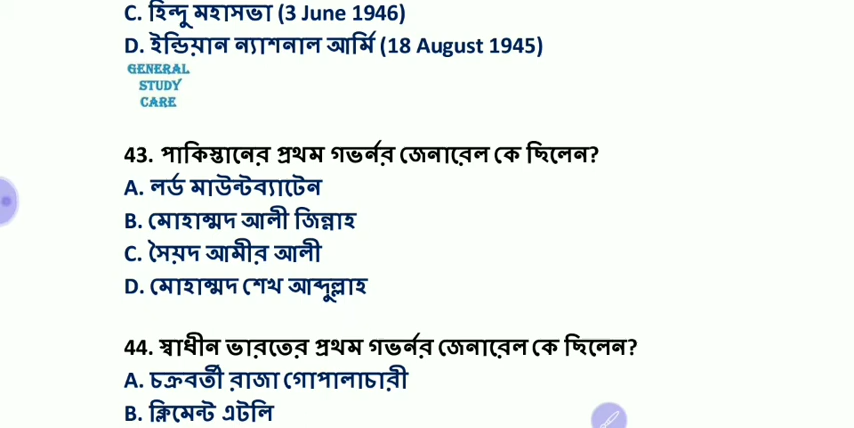 C. হিন্দু মহাসভা (3 June 1946)
D. ইন্ডিয়ান ন্যাশনাল আর্মি (18 August 1945)
GENERAL
STUDY
CARE
43. পাকিস্তানের প্রথম গভর্নর জেনারেল কে ছিলেন?
A. লর্ড মাউন্টব্যাটেন
B. মোহাম্মদ আলী জিন্নাহ
C. সৈয়দ আমীর আলী
D. মোহাম্মদ শেখ আব্দুল্লাহ
44. স্বাধীন ভারতের প্রথম গভর্নর জেনারেল কে ছিলেন?
A. চক্রবর্তী রাজা গোপালাচারী
B. ক্লিমেন্ট এটলি